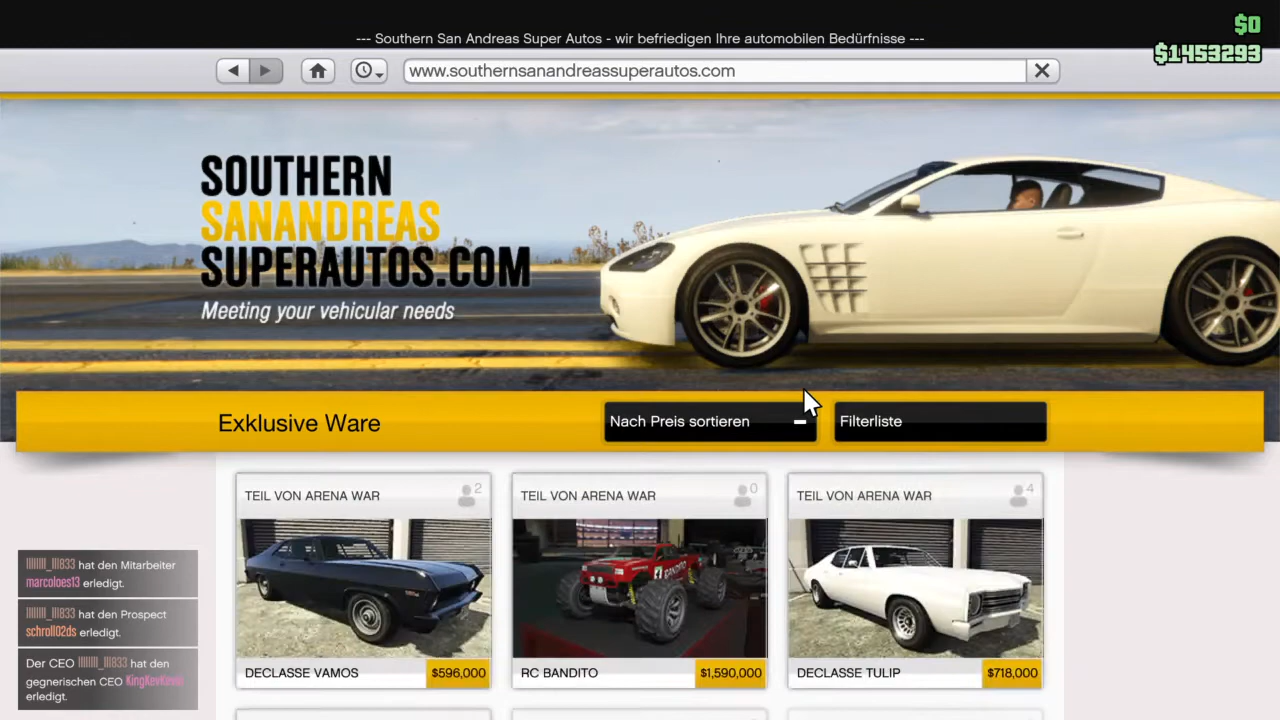 --- Southern San Andreas Super Autos - wir befriedigen Ihre automobilen Bedürfnisse ---
$0
$1453293
www.southernsanandreassuperautos.com
SOUTHERN
SANANDREAS
SUPERAUTOS.COM
Meeting your vehicular needs
Exklusive Ware
Nach Preis sortieren
Filterliste
TEIL VON ARENA WAR 2
TEIL VON ARENA WAR 0
TEIL VON ARENA WAR 4
BANDITO
DECLASSE VAMOS $596,000
RC BANDITO $1,590,000
DECLASSE TULIP $718,000
hat den Mitarbeiter
marcoloes13 erledigt.
hat den Prospect
schroll02ds erledigt.
Der CEO hat den
gegnerischen CEO
erledigt.